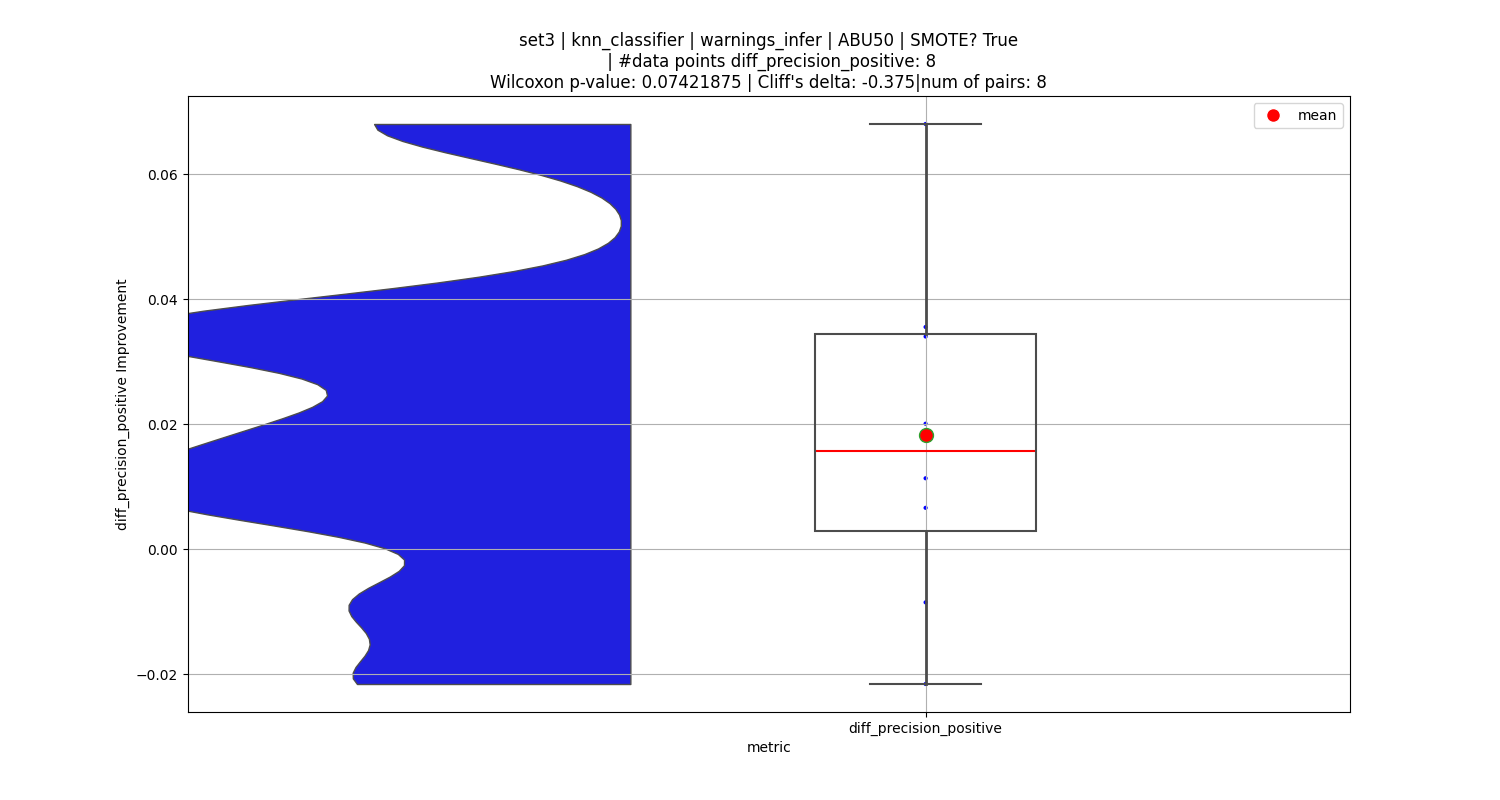 set3 | knn_classifier | warnings_infer | ABU50 | SMOTE? True
| #data points diff_precision_positive: 8
Wilcoxon p-value: 0.07421875 | Cliff's delta: -0.375|num of pairs: 8
mean
0.06
0.04
0.02
0.00
−0.02
diff_precision_positive Improvement
diff_precision_positive
metric